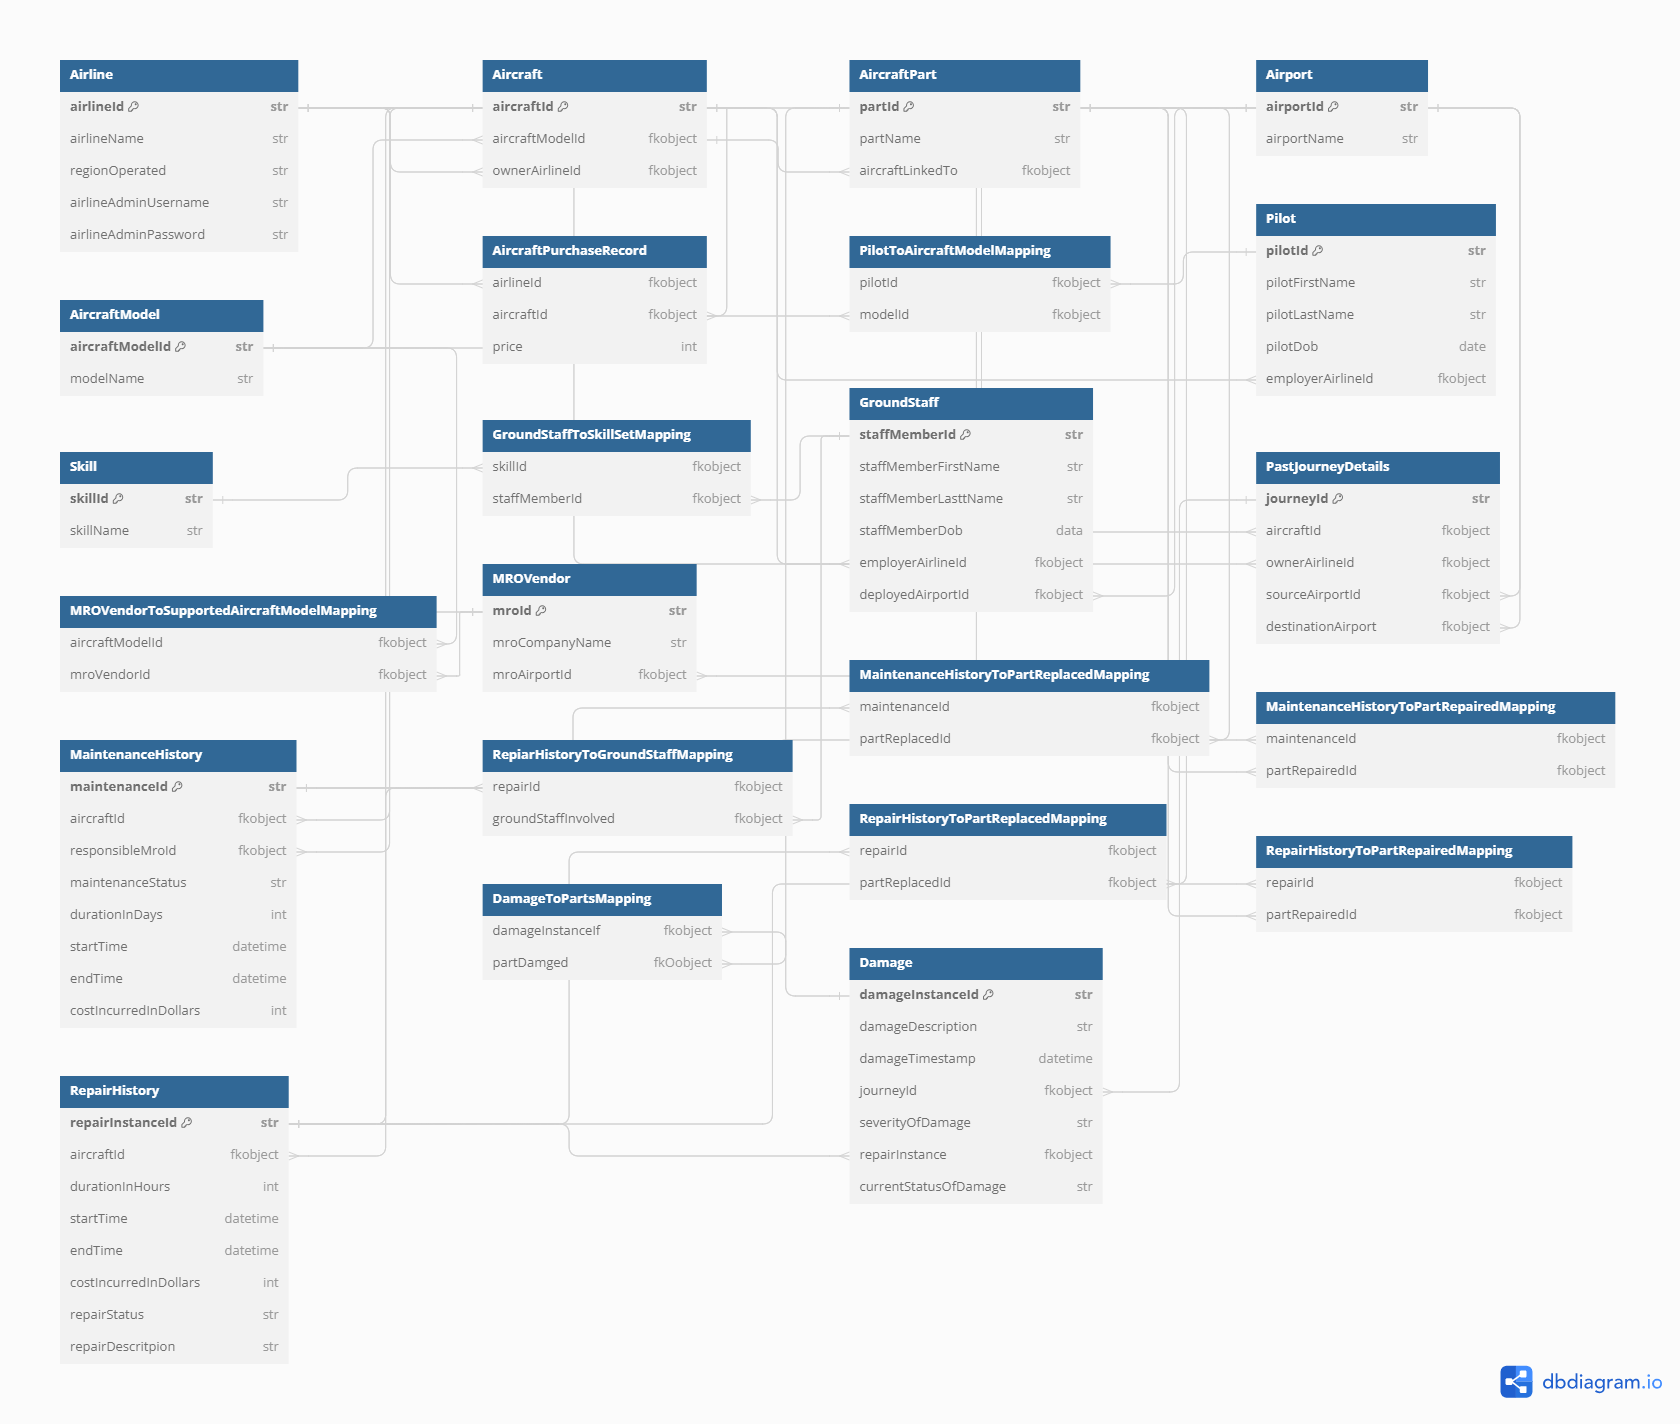 Airline
airlineId str
airlineName str
regionOperated str
airlineAdminUsername str
airlineAdminPassword str
AircraftModel
aircraftModelId str
modelName str
Skill
skillId str
skillName str
MROVendorToSupportedAircraftModelMapping
aircraftModelId fkobject
mroVendorId fkobject
MaintenanceHistory
maintenanceId str
aircraftId fkobject
responsibleMroId fkobject
maintenanceStatus str
durationInDays int
startTime datetime
endTime datetime
costIncurredInDollars int
RepairHistory
repairInstanceId str
aircraftId fkobject
durationInHours int
startTime datetime
endTime datetime
costIncurredInDollars int
repairStatus str
repairDescritpion str
Aircraft
aircraftId str
aircraftModelId fkobject
ownerAirlineId fkobject
AircraftPurchaseRecord
airlineId fkobject
aircraftId fkobject
price int
GroundStaffToSkillSetMapping
skillId fkobject
staffMemberId fkobject
MROVendor
mroId str
mroCompanyName str
mroAirportId fkobject
RepiarHistoryToGroundStaffMapping
repairId fkobject
groundStaffInvolved fkobject
DamageToPartsMapping
damageInstanceIf fkobject
partDamged fkOobject
AircraftPart
partId str
partName str
aircraftLinkedTo fkobject
PilotToAircraftModelMapping
pilotId fkobject
modelId fkobject
GroundStaff
staffMemberId str
staffMemberFirstName str
staffMemberLasttName str
staffMemberDob data
employerAirlineId fkobject
deployedAirportId fkobject
MaintenanceHistoryToPartReplacedMapping
maintenanceId fkobject
partReplacedId fkobject
RepairHistoryToPartReplacedMapping
repairId fkobject
partReplacedId fkobject
Damage
damageInstanceId str
damageDescription str
damageTimestamp datetime
journeyId fkobject
severityOfDamage str
repairInstance fkobject
currentStatusOfDamage str
Airport
airportId str
airportName str
Pilot
pilotId str
pilotFirstName str
pilotLastName str
pilotDob date
employerAirlineId fkobject
PastJourneyDetails
journeyId str
aircraftId fkobject
ownerAirlineId fkobject
sourceAirportId fkobject
destinationAirport fkobject
MaintenanceHistoryToPartRepairedMapping
maintenanceId fkobject
partRepairedId fkobject
RepairHistoryToPartRepairedMapping
repairId fkobject
partRepairedId fkobject
dbdiagram.io